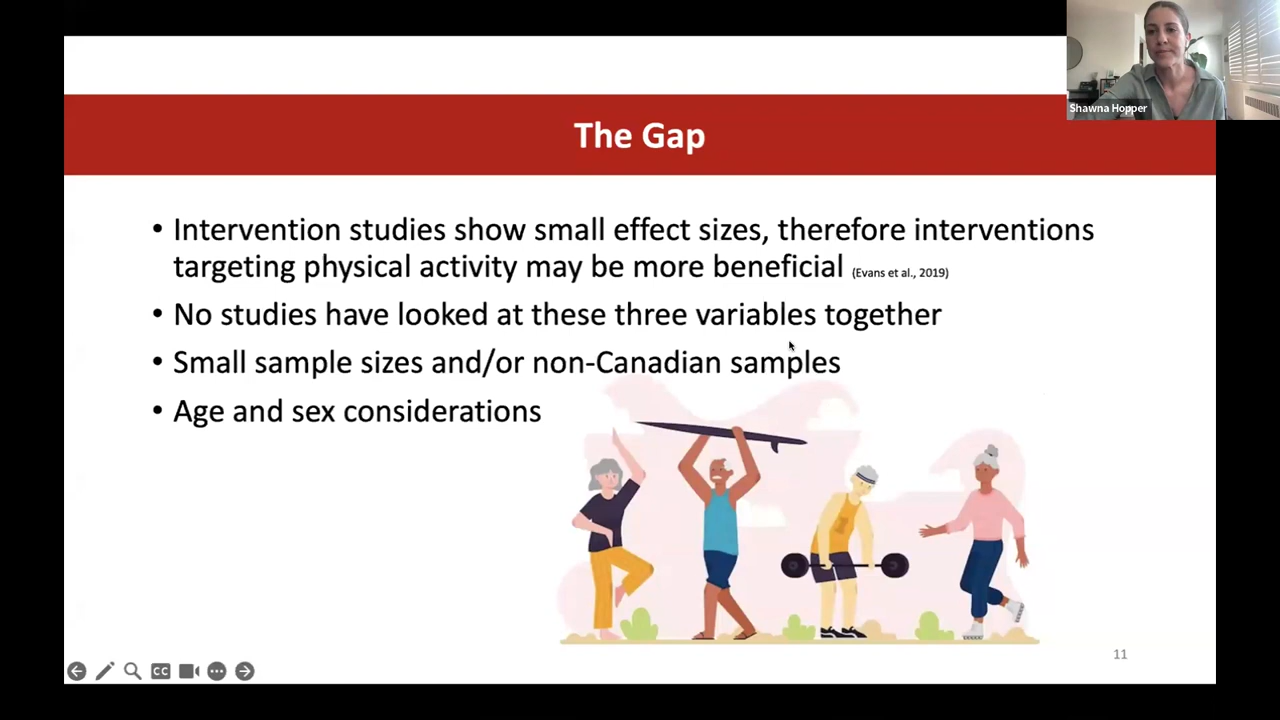 Shawna Hopper
The Gap
• Intervention studies show small effect sizes, therefore interventions
targeting physical activity may be more beneficial (Evans et al., 2019)
• No studies have looked at these three variables together
• Small sample sizes and/or non-Canadian samples
• Age and sex considerations
11
CC